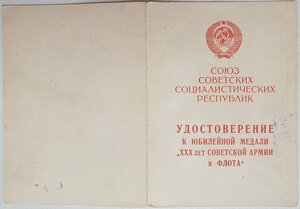 СОЮЗ
СОВЕТСКИХ
СОЦИАЛИСТИЧЕСКИХ
РЕСПУБЛИК
УДОСТОВЕРЕНИЕ
К ЮБИЛЕЙНОЙ МЕДАЛИ
„XXX ЛЕТ СОВЕТСКОЙ АРМИИ
И ФЛОТА“